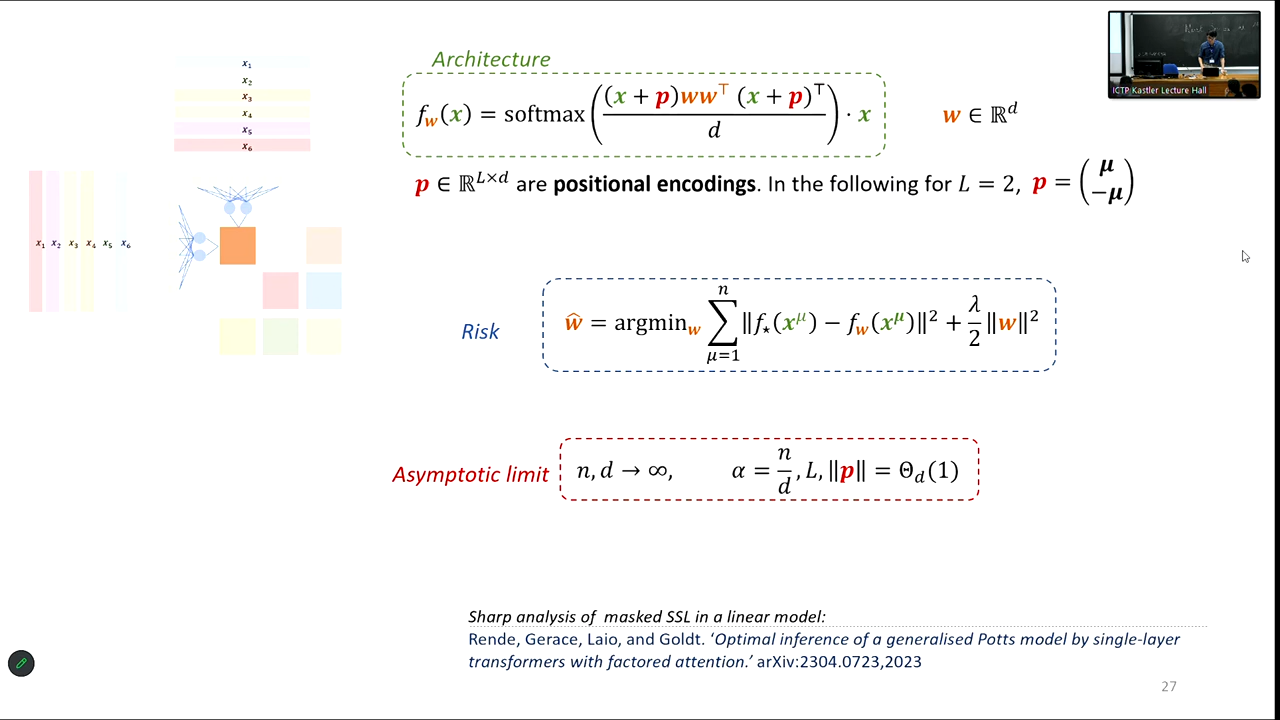 Architecture
x₁
x₂
x₃
x₄
x₅
x₆
f_w(x) = softmax( (x + p)ww^⊤ (x + p)^⊤ / d ) · x
w ∈ ℝ^d
p ∈ ℝ^{L×d} are positional encodings. In the following for L = 2, p = ( μ −μ )
x₁ x₂ x₃ x₄ x₅ x₆
Risk
ŵ = argmin_w ∑_{μ=1}^{n} ‖f_⋆(x^μ) − f_w(x^μ)‖² + λ/2 ‖w‖²
Asymptotic limit
n, d → ∞, α = n/d, L, ‖p‖ = Θ_d(1)
Sharp analysis of masked SSL in a linear model:
Rende, Gerace, Laio, and Goldt. ‘Optimal inference of a generalised Potts model by single-layer
transformers with factored attention.’ arXiv:2304.0723,2023
27
ICTP Kastler Lecture Hall